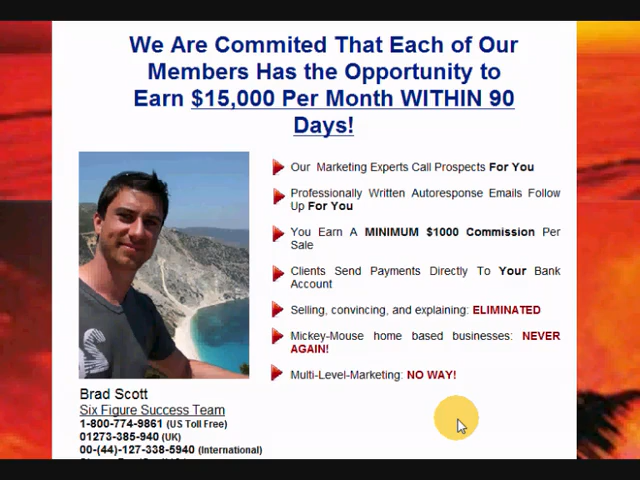 We Are Commited That Each of Our
Members Has the Opportunity to
Earn $15,000 Per Month WITHIN 90
Days!
Our Marketing Experts Call Prospects For You
Professionally Written Autoresponse Emails Follow
Up For You
You Earn A MINIMUM $1000 Commission Per
Sale
Clients Send Payments Directly To Your Bank
Account
Selling, convincing, and explaining: ELIMINATED
Mickey-Mouse home based businesses: NEVER
AGAIN!
Multi-Level-Marketing: NO WAY!
Brad Scott
Six Figure Success Team
1-800-774-9861 (US Toll Free)
01273-385-940 (UK)
00-(44)-127-338-5940 (International)